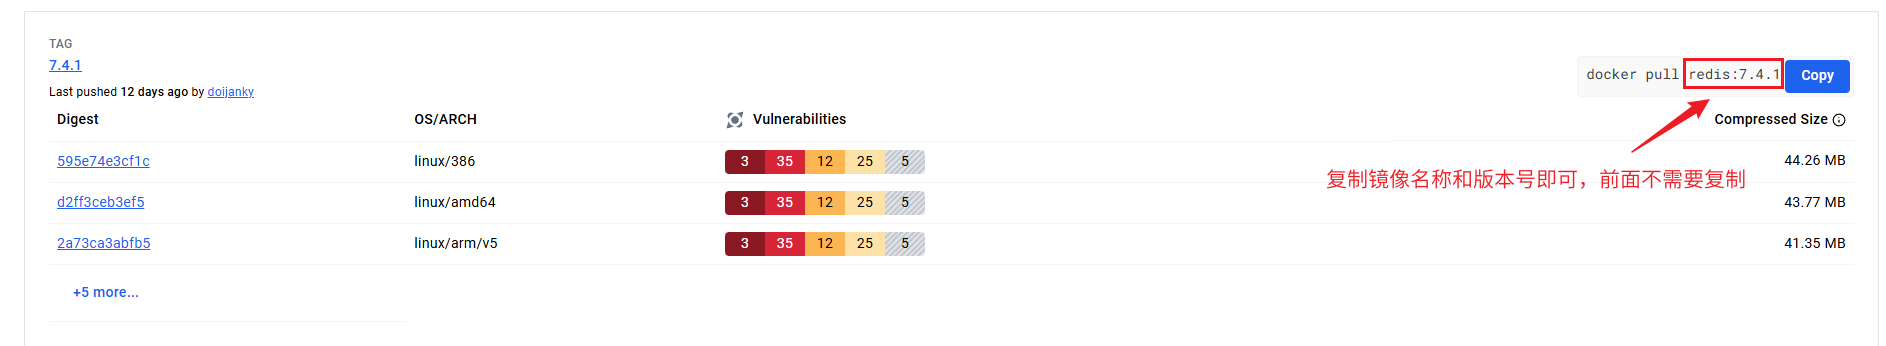 TAG
7.4.1
docker pull redis:7.4.1 Copy
Last pushed 12 days ago by doijanky
Digest OS/ARCH Vulnerabilities Compressed Size
595e74e3cf1c linux/386 3 35 12 25 5 44.26 MB
复制镜像名称和版本号即可，前面不需要复制
d2ff3ceb3ef5 linux/amd64 3 35 12 25 5 43.77 MB
2a73ca3abfb5 linux/arm/v5 3 35 12 25 5 41.35 MB
+5 more...